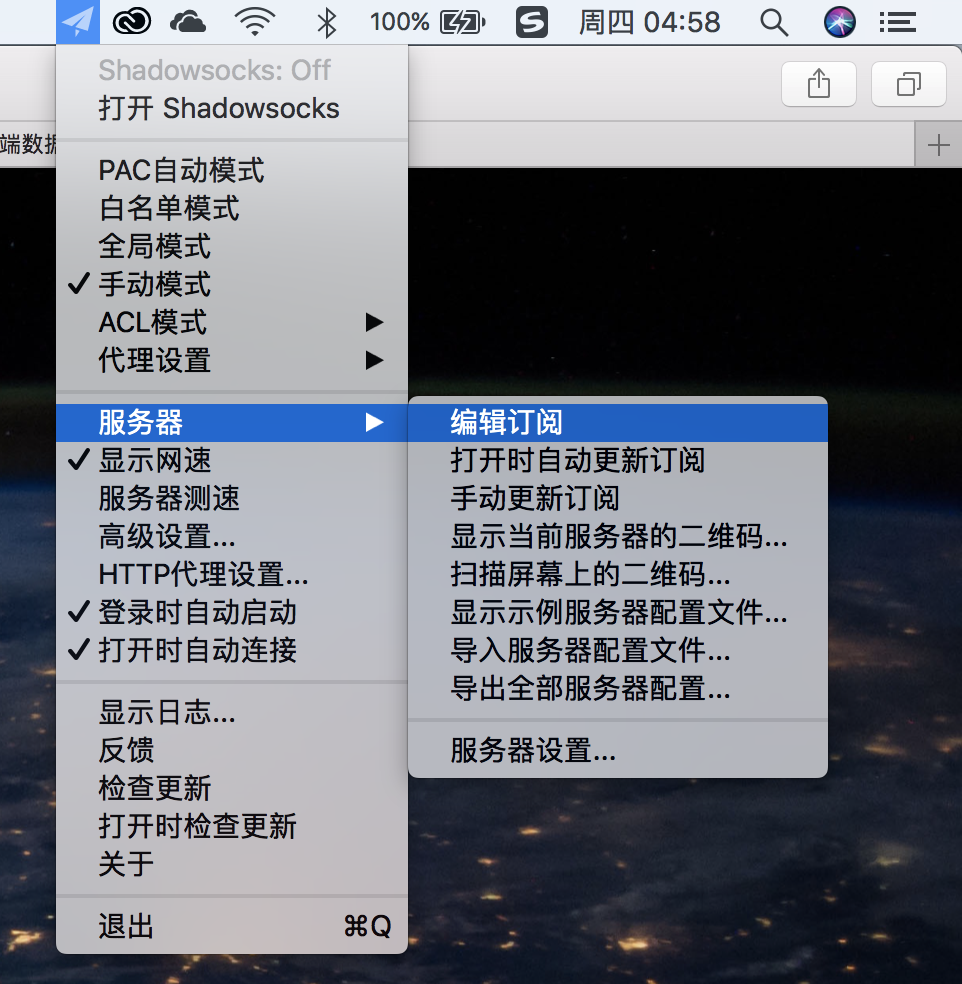 100%
周四 04:58
端数据
Shadowsocks: Off
打开 Shadowsocks
PAC自动模式
白名单模式
全局模式
手动模式
ACL模式
代理设置
服务器
显示网速
服务器测速
高级设置...
HTTP代理设置...
登录时自动启动
打开时自动连接
显示日志...
反馈
检查更新
打开时检查更新
关于
退出 ⌘Q
编辑订阅
打开时自动更新订阅
手动更新订阅
显示当前服务器的二维码...
扫描屏幕上的二维码...
显示示例服务器配置文件...
导入服务器配置文件...
导出全部服务器配置...
服务器设置...